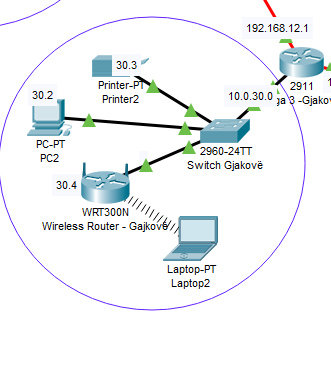 192.168.12.1
30.3
Printer-PT
Printer2
2911
10.0.30.0
30.2
PC-PT
PC2
2960-24TT
Switch Gjakovë
30.4
WRT300N
Wireless Router - Gajkovë
Laptop-PT
Laptop2